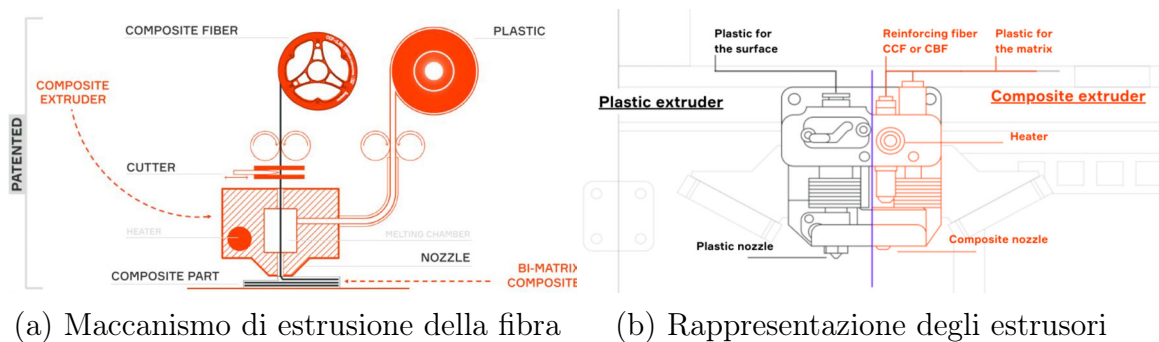 COMPOSITE FIBER
PLASTIC
COMPOSITE
EXTRUDER
PATENTED
CUTTER
HEATER
MELTING CHAMBER
NOZZLE
COMPOSITE PART
BI-MATRIX
COMPOSITE
(a) Maccanismo di estrusione della fibra
Plastic for
the surface
Reinforcing fiber
CCF or CBF
Plastic for
the matrix
Plastic extruder
Composite extruder
Heater
Plastic nozzle
Composite nozzle
(b) Rappresentazione degli estrusori